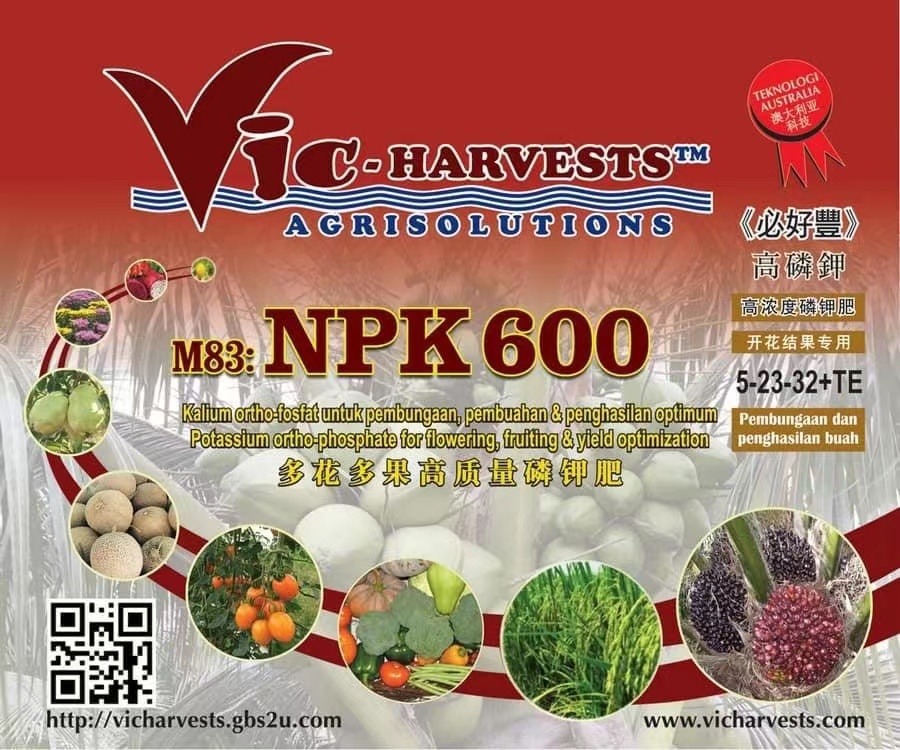 Vic-HARVESTS™
AGRISOLUTIONS
TEKNOLOGI
AUSTRALIA
澳大利亚
科技
《必好豐》
高磷鉀
高浓度磷钾肥
开花结果专用
5-23-32+TE
Pembungaan dan
penghasilan buah
M83: NPK 600
Kalium ortho-fosfat untuk pembungaan, pembuahan & penghasilan optimum
Potassium ortho-phosphate for flowering, fruiting & yield optimization
多花多果高质量磷钾肥
http://vicharvests.gbs2u.com
www.vicharvests.com